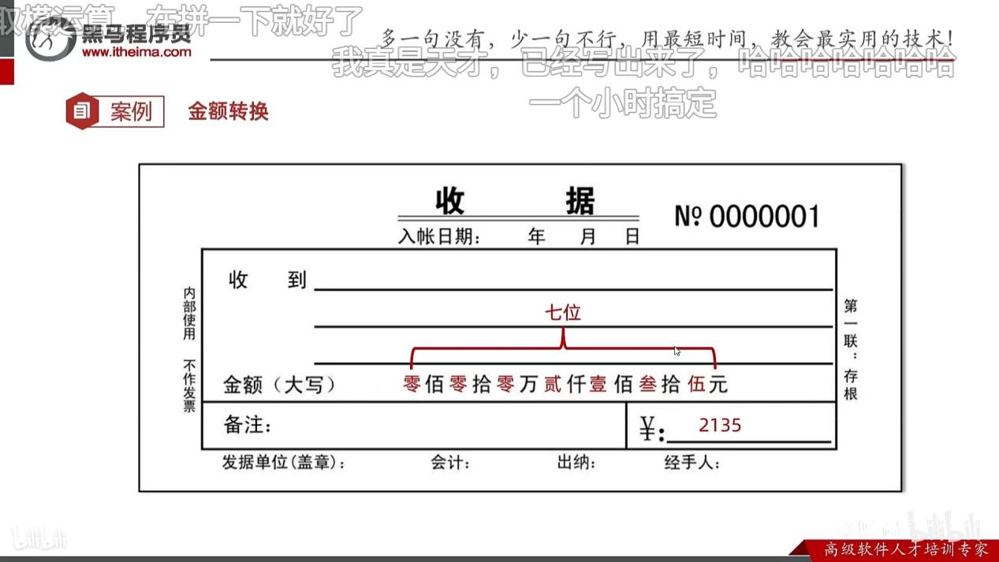 取模运算，在拼一下就好了
黑马程序员
www.itheima.com
多一句没有，少一句不行，用最短时间，教会最实用的技术！
我真是天才，已经写出来了，哈哈哈哈哈哈哈
一个小时搞定
案例 金额转换
收 据
№ 0000001
入帐日期： 年 月 日
收 到
七位
金额（大写） 零佰零拾零万贰仟壹佰叁拾伍元
备注：
¥： 2135
发据单位（盖章）： 会计： 出纳： 经手人：
内部使用 不作发票
第一联：存根
bilibili
bilibili
高级软件人才培训专家